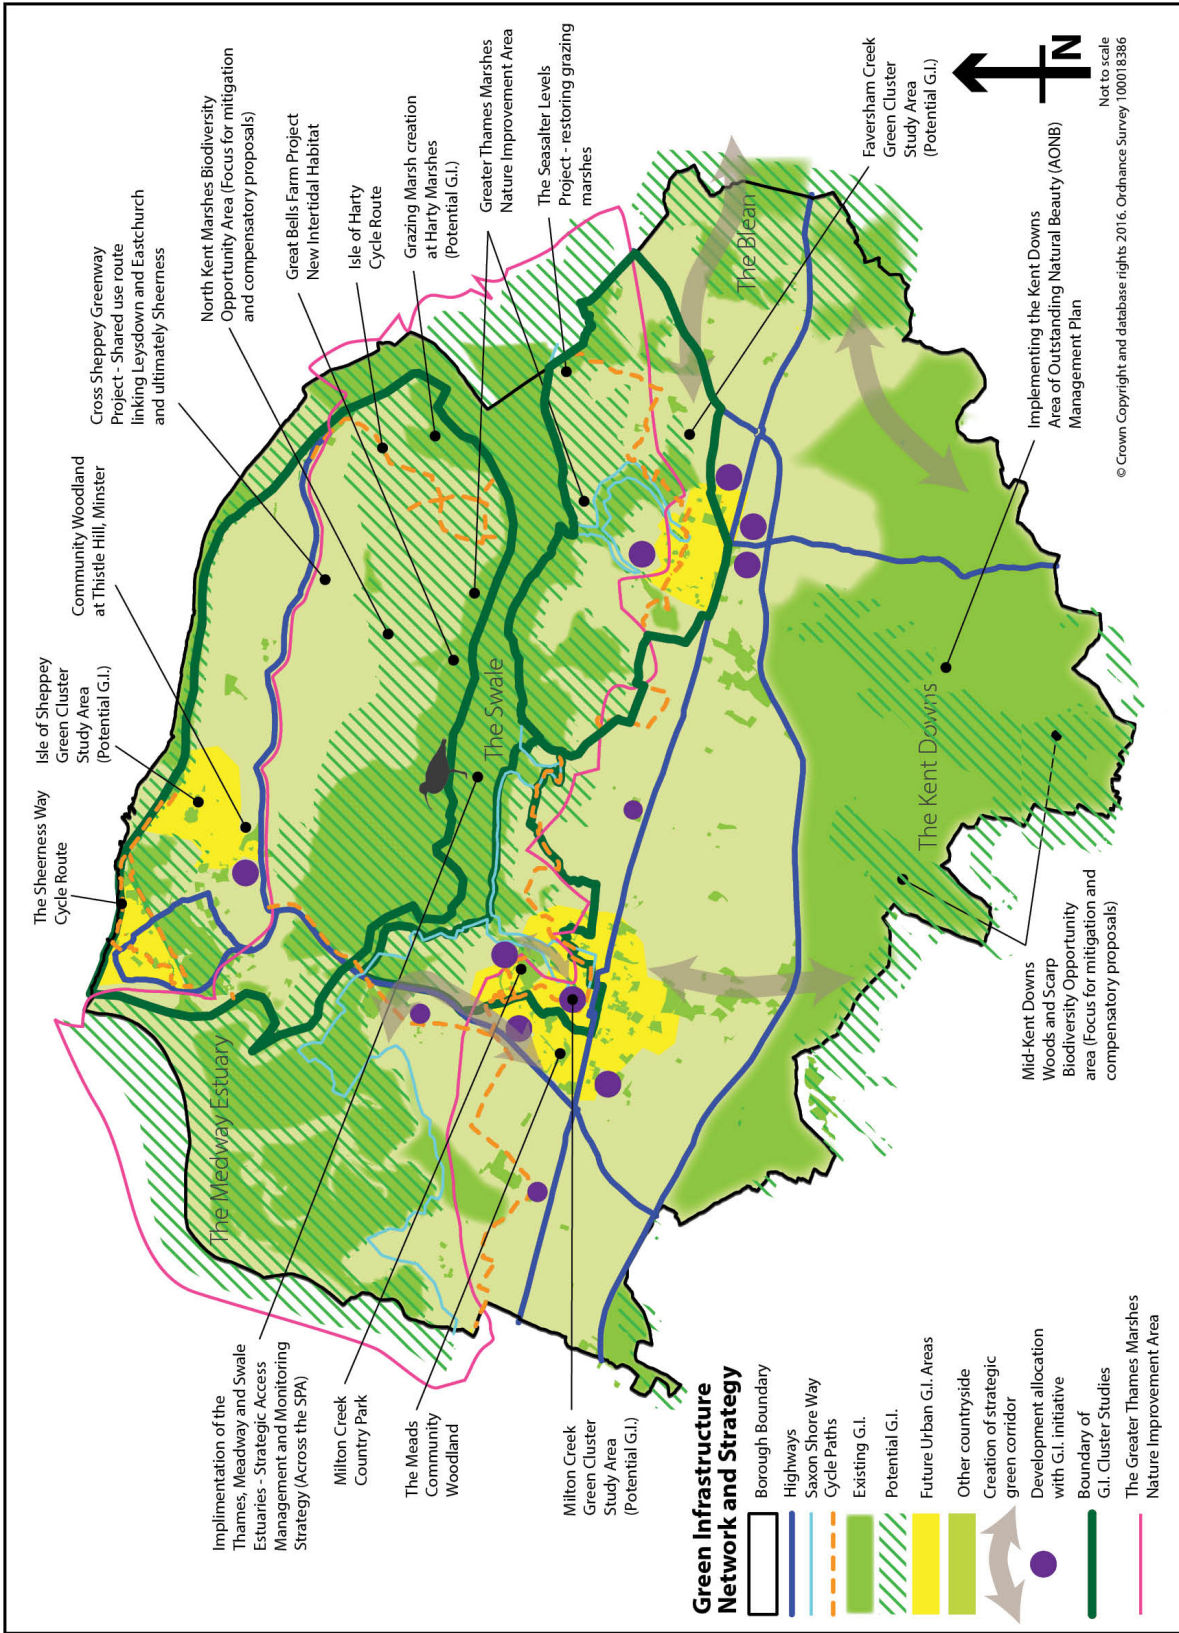 The Sheerness Way
Cycle Route
Isle of Sheppey
Green Cluster
Study Area
(Potential G.I.)
Community Woodland
at Thistle Hill, Minster
Cross Sheppey Greenway
Project - Shared use route
linking Leysdown and Eastchurch
and ultimately Sheerness
North Kent Marshes Biodiversity
Opportunity Area (Focus for mitigation
and compensatory proposals)
Great Bells Farm Project
New Intertidal Habitat
Isle of Harty
Cycle Route
Grazing Marsh creation
at Harty Marshes
(Potential G.I.)
Greater Thames Marshes
Nature Improvement Area
The Seasalter Levels
Project - restoring grazing
marshes
Faversham Creek
Green Cluster
Study Area
(Potential G.I.)
N
Not to scale
© Crown Copyright and database rights 2016. Ordnance Survey 100018386
The Medway Estuary
The Swale
The Blean
The Kent Downs
Implimentation of the
Thames, Meadway and Swale
Estuaries - Strategic Access
Management and Monitoring
Strategy (Across the SPA)
Milton Creek
Country Park
The Meads
Community
Woodland
Milton Creek
Green Cluster
Study Area
(Potential G.I.)
Mid-Kent Downs
Woods and Scarp
Biodiversity Opportunity
area (Focus for mitigation and
compensatory proposals)
Implementing the Kent Downs
Area of Outstanding Natural Beauty (AONB)
Management Plan
Green Infrastructure
Network and Strategy
Borough Boundary
Highways
Saxon Shore Way
Cycle Paths
Existing G.I.
Potential G.I.
Future Urban G.I. Areas
Other countryside
Creation of strategic
green corridor
Development allocation
with G.I. initiative
Boundary of
G.I. Cluster Studies
The Greater Thames Marshes
Nature Improvement Area